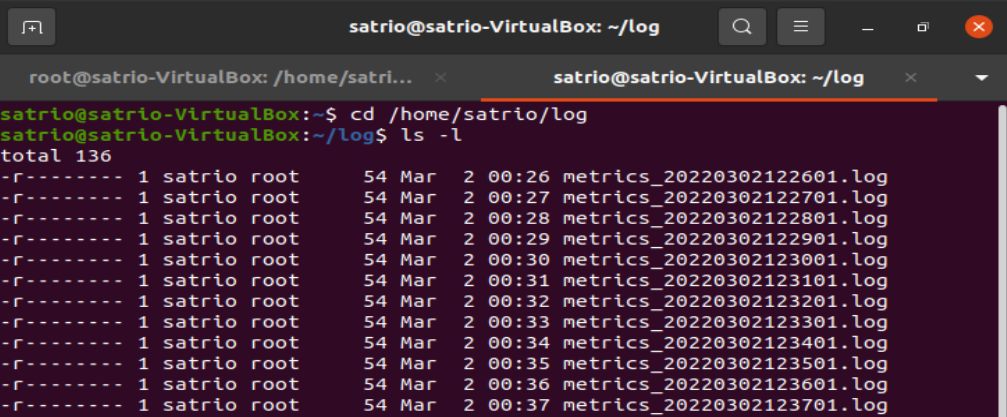 satrio@satrio-VirtualBox: ~/log
root@satrio-VirtualBox: /home/satri... × satrio@satrio-VirtualBox: ~/log ×
satrio@satrio-VirtualBox:~$ cd /home/satrio/log
satrio@satrio-VirtualBox:~/log$ ls -l
total 136
-r-------- 1 satrio root     54 Mar  2 00:26 metrics_20220302122601.log
-r-------- 1 satrio root     54 Mar  2 00:27 metrics_20220302122701.log
-r-------- 1 satrio root     54 Mar  2 00:28 metrics_20220302122801.log
-r-------- 1 satrio root     54 Mar  2 00:29 metrics_20220302122901.log
-r-------- 1 satrio root     54 Mar  2 00:30 metrics_20220302123001.log
-r-------- 1 satrio root     54 Mar  2 00:31 metrics_20220302123101.log
-r-------- 1 satrio root     54 Mar  2 00:32 metrics_20220302123201.log
-r-------- 1 satrio root     54 Mar  2 00:33 metrics_20220302123301.log
-r-------- 1 satrio root     54 Mar  2 00:34 metrics_20220302123401.log
-r-------- 1 satrio root     54 Mar  2 00:35 metrics_20220302123501.log
-r-------- 1 satrio root     54 Mar  2 00:36 metrics_20220302123601.log
-r-------- 1 satrio root     54 Mar  2 00:37 metrics_20220302123701.log